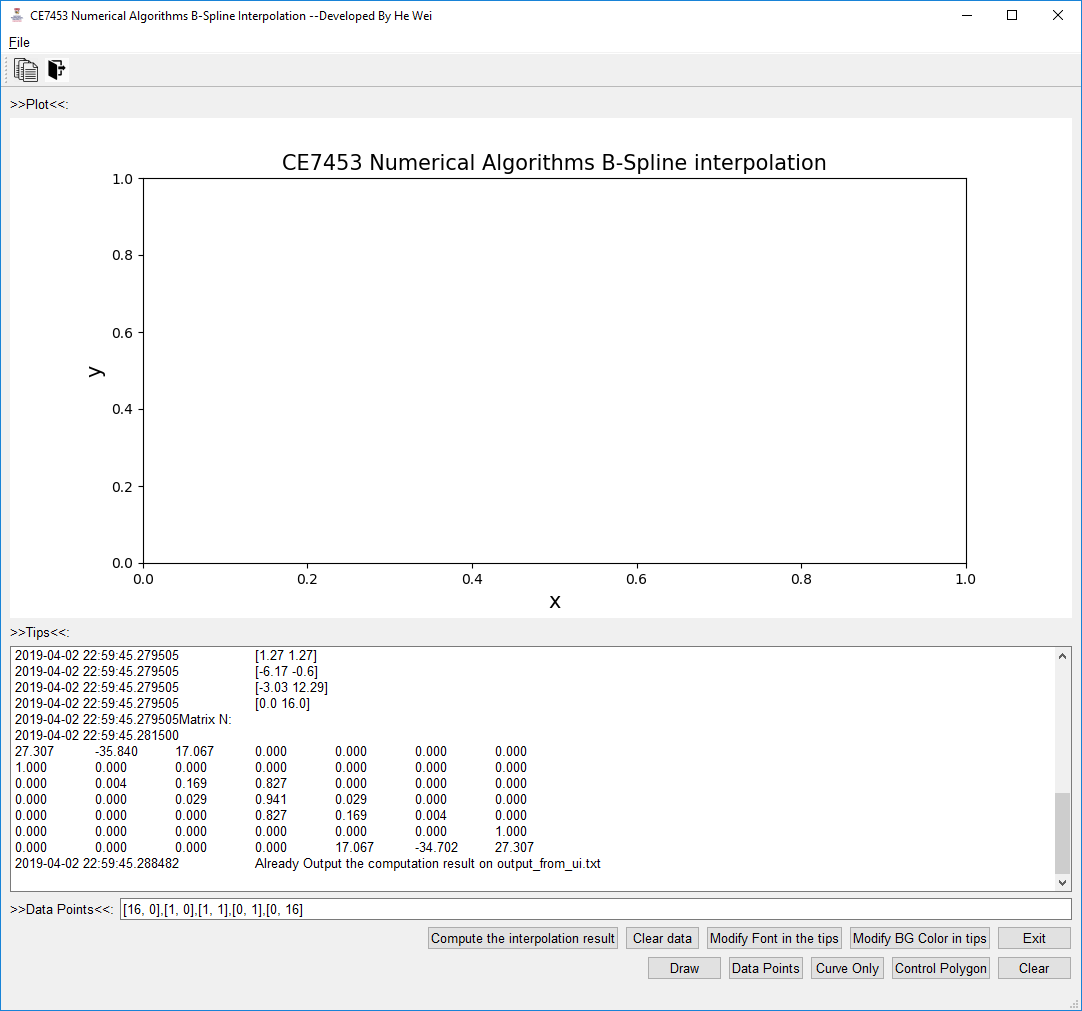 CE7453 Numerical Algorithms B-Spline Interpolation --Developed By He Wei
File
>>Plot<<:
CE7453 Numerical Algorithms B-Spline interpolation
1.0
0.8
0.6
0.4
0.2
0.0
y
0.0 0.2 0.4 0.6 0.8 1.0
x
>>Tips<<:
2019-04-02 22:59:45.279505 [1.27 1.27]
2019-04-02 22:59:45.279505 [-6.17 -0.6]
2019-04-02 22:59:45.279505 [-3.03 12.29]
2019-04-02 22:59:45.279505 [0.0 16.0]
2019-04-02 22:59:45.279505Matrix N:
2019-04-02 22:59:45.281500
27.307 -35.840 17.067 0.000 0.000 0.000 0.000
1.000 0.000 0.000 0.000 0.000 0.000 0.000
0.000 0.004 0.169 0.827 0.000 0.000 0.000
0.000 0.000 0.029 0.941 0.029 0.000 0.000
0.000 0.000 0.000 0.827 0.169 0.004 0.000
0.000 0.000 0.000 0.000 0.000 0.000 1.000
0.000 0.000 0.000 0.000 17.067 -34.702 27.307
2019-04-02 22:59:45.288482 Already Output the computation result on output_from_ui.txt
>>Data Points<<: [16, 0],[1, 0],[1, 1],[0, 1],[0, 16]
Compute the interpolation result Clear data Modify Font in the tips Modify BG Color in tips Exit
Draw Data Points Curve Only Control Polygon Clear